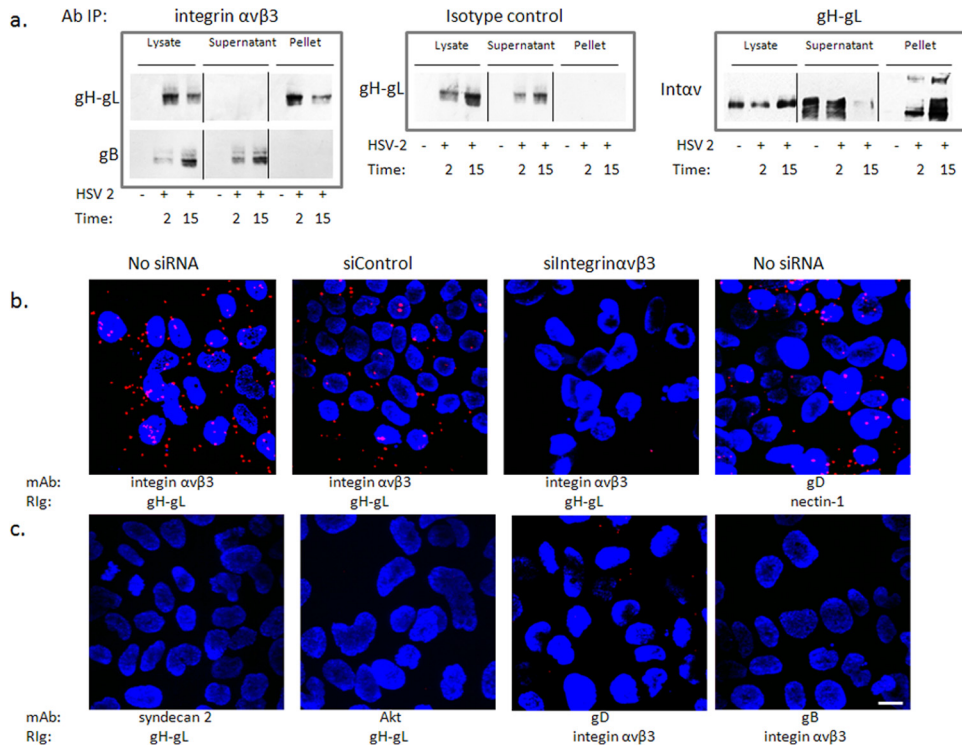 a.
Ab IP: integrin αvβ3 Isotype control gH-gL
Lysate Supernatant Pellet Lysate Supernatant Pellet Lysate Supernatant Pellet
gH-gL gH-gL Intαv
gB
HSV 2 - + + - + + - + + HSV-2 - + + - + + - + + HSV 2 - + + - + + - + +
Time: 2 15 2 15 2 15 Time: 2 15 2 15 2 15 Time: 2 15 2 15 2 15
b. No siRNA siControl siIntegrinαvβ3 No siRNA
mAb: integin αvβ3 integin αvβ3 integin αvβ3 gD
RIg: gH-gL gH-gL gH-gL nectin-1
c.
mAb: syndecan 2 Akt gD gB
RIg: gH-gL gH-gL integin αvβ3 integin αvβ3